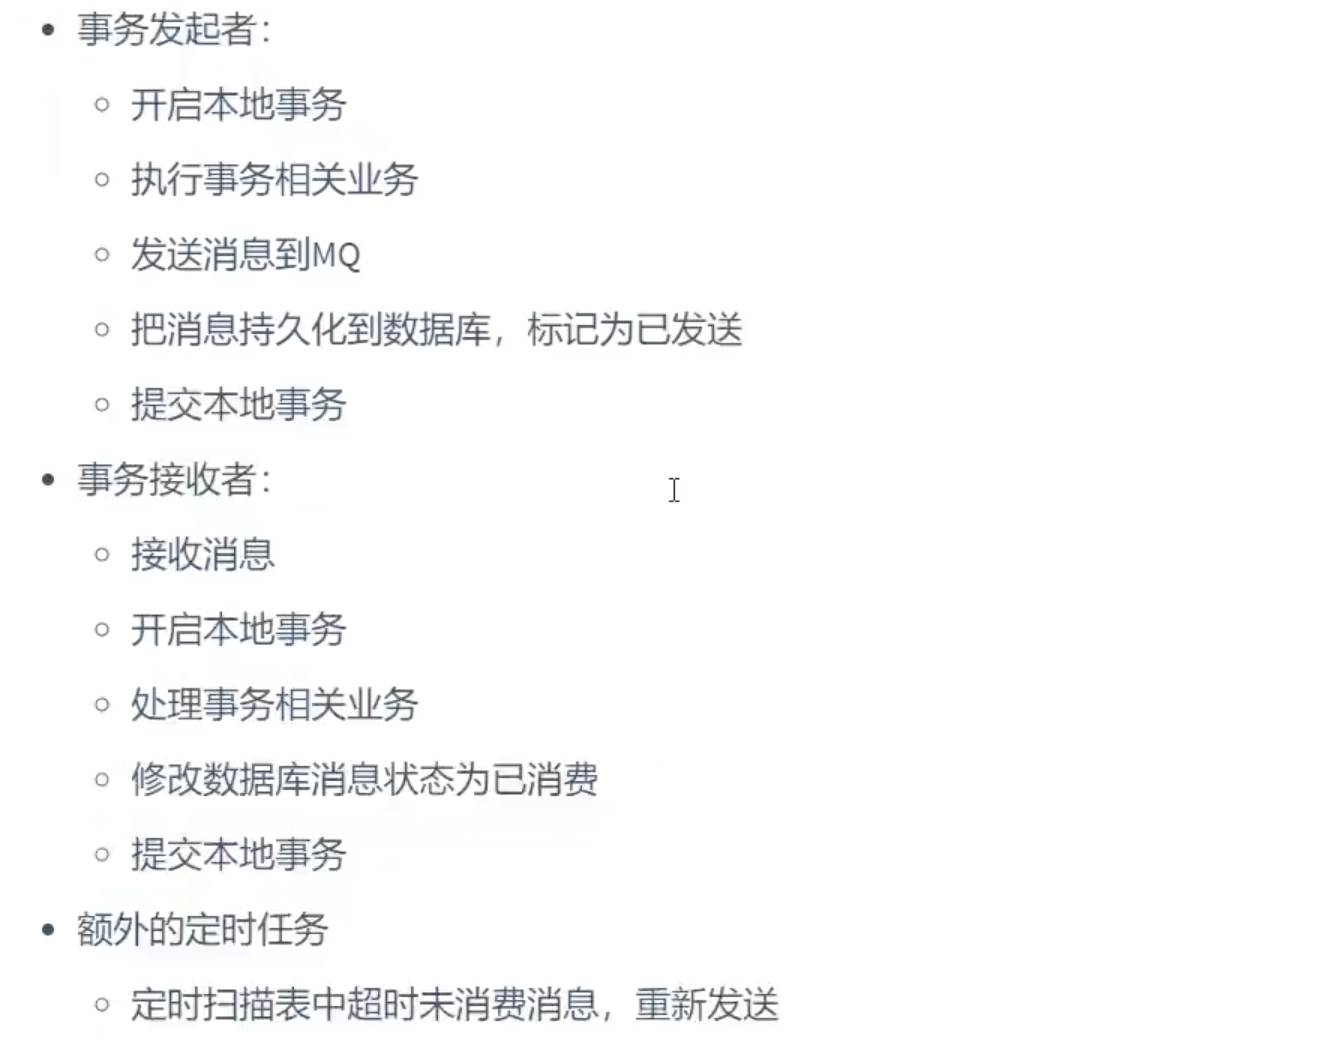 事务发起者：
开启本地事务
执行事务相关业务
发送消息到MQ
把消息持久化到数据库，标记为已发送
提交本地事务
事务接收者：
接收消息
开启本地事务
处理事务相关业务
修改数据库消息状态为已消费
提交本地事务
额外的定时任务
定时扫描表中超时未消费消息，重新发送